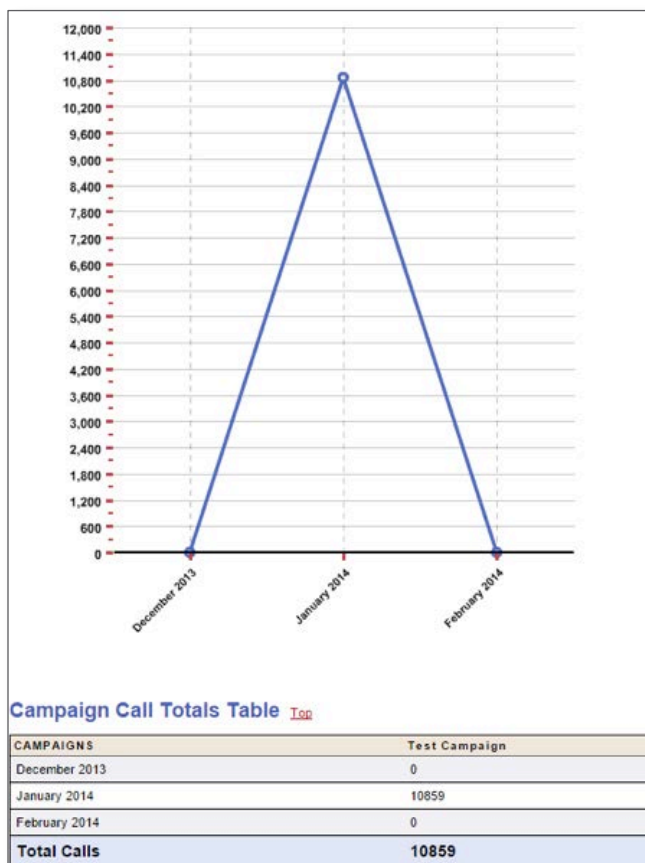 12,000
11,400
10,800
10,200
9,600
9,000
8,400
7,800
7,200
6,600
6,000
5,400
4,800
4,200
3,600
3,000
2,400
1,800
1,200
600
0
December 2013
January 2014
February 2014
Campaign Call Totals Table Top
CAMPAIGNS Test Campaign
December 2013 0
January 2014 10859
February 2014 0
Total Calls 10859